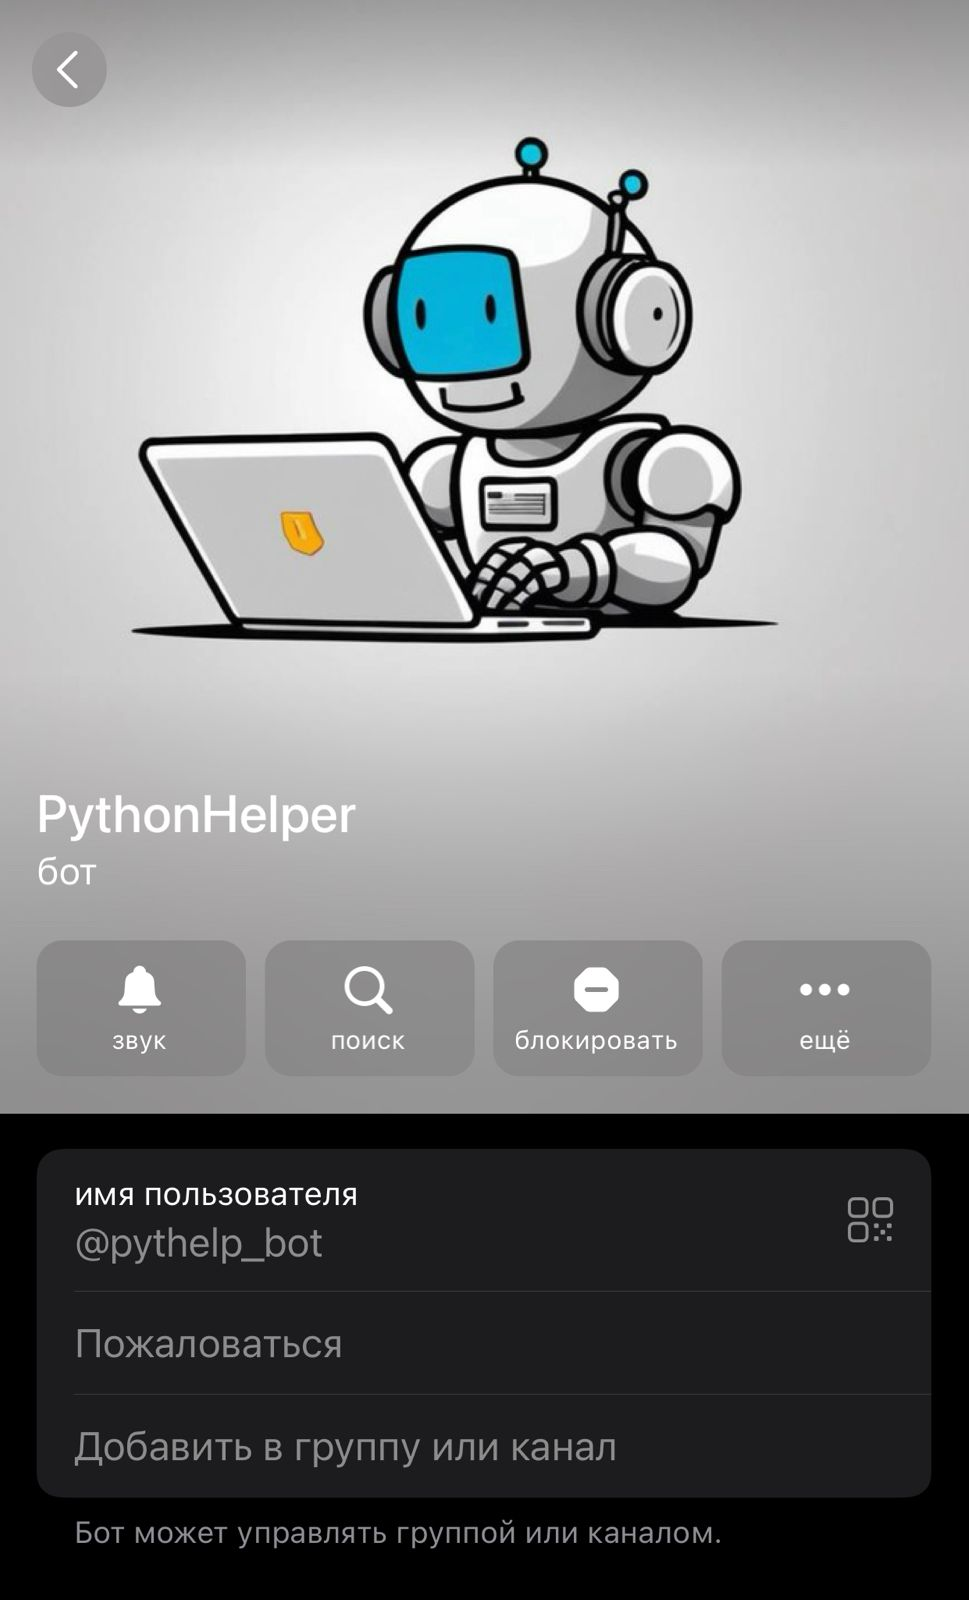 PythonHelper
бот
звук
поиск
блокировать
ещё
имя пользователя
@pythelp_bot
Пожаловаться
Добавить в группу или канал
Бот может управлять группой или каналом.